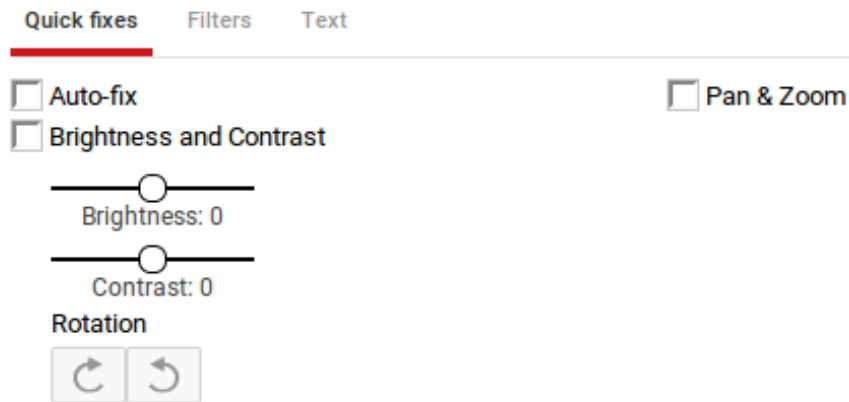 Quick fixes Filters Text
Auto-fix Pan & Zoom
Brightness and Contrast
Brightness: 0
Contrast: 0
Rotation